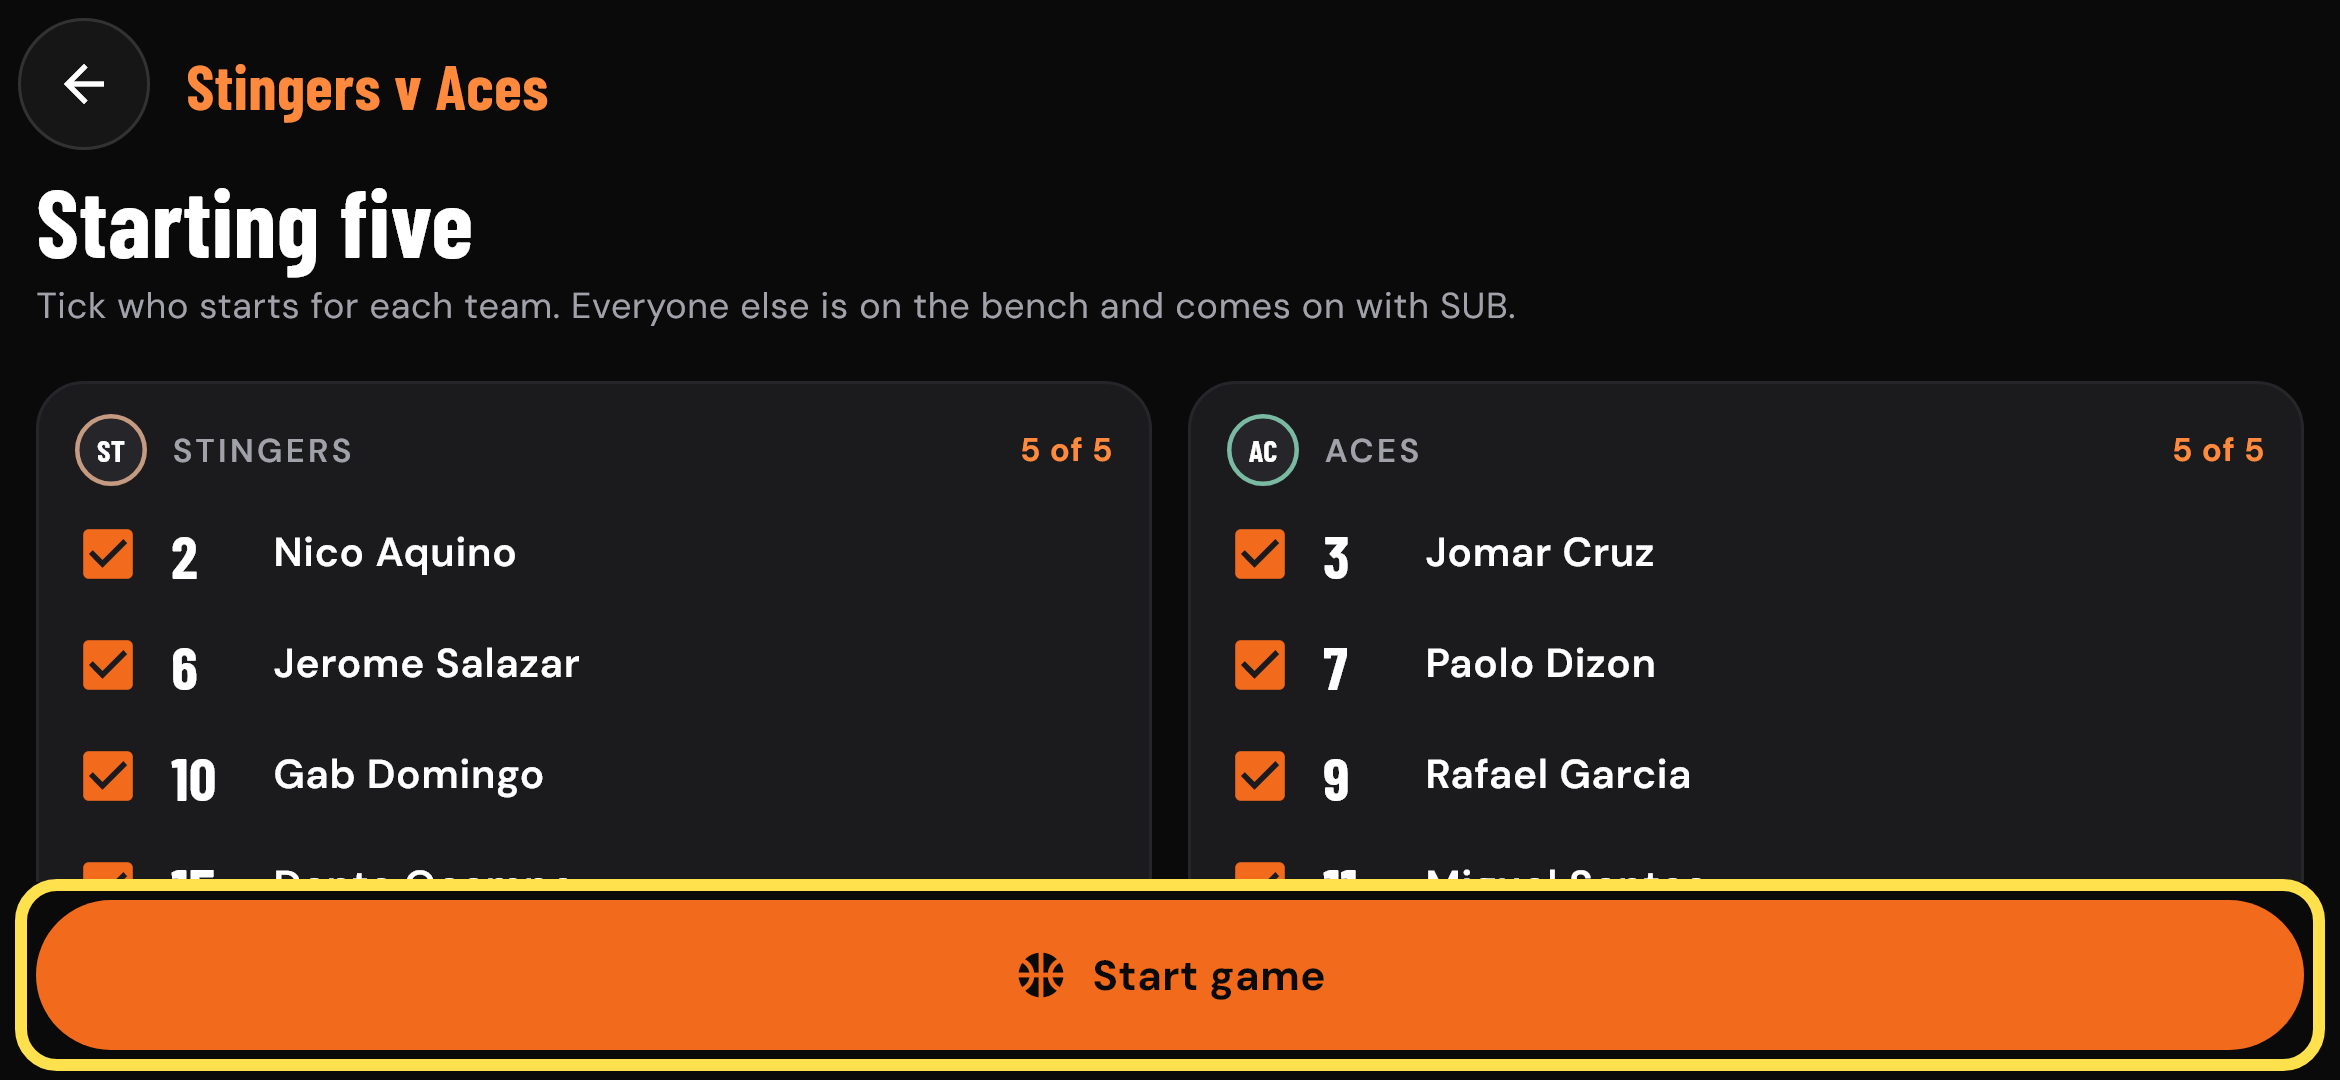 Stingers v Aces
Starting five
Tick who starts for each team. Everyone else is on the bench and comes on with SUB.
ST STINGERS 5 of 5
2 Nico Aquino
6 Jerome Salazar
10 Gab Domingo
AC ACES 5 of 5
3 Jomar Cruz
7 Paolo Dizon
9 Rafael Garcia
Start game